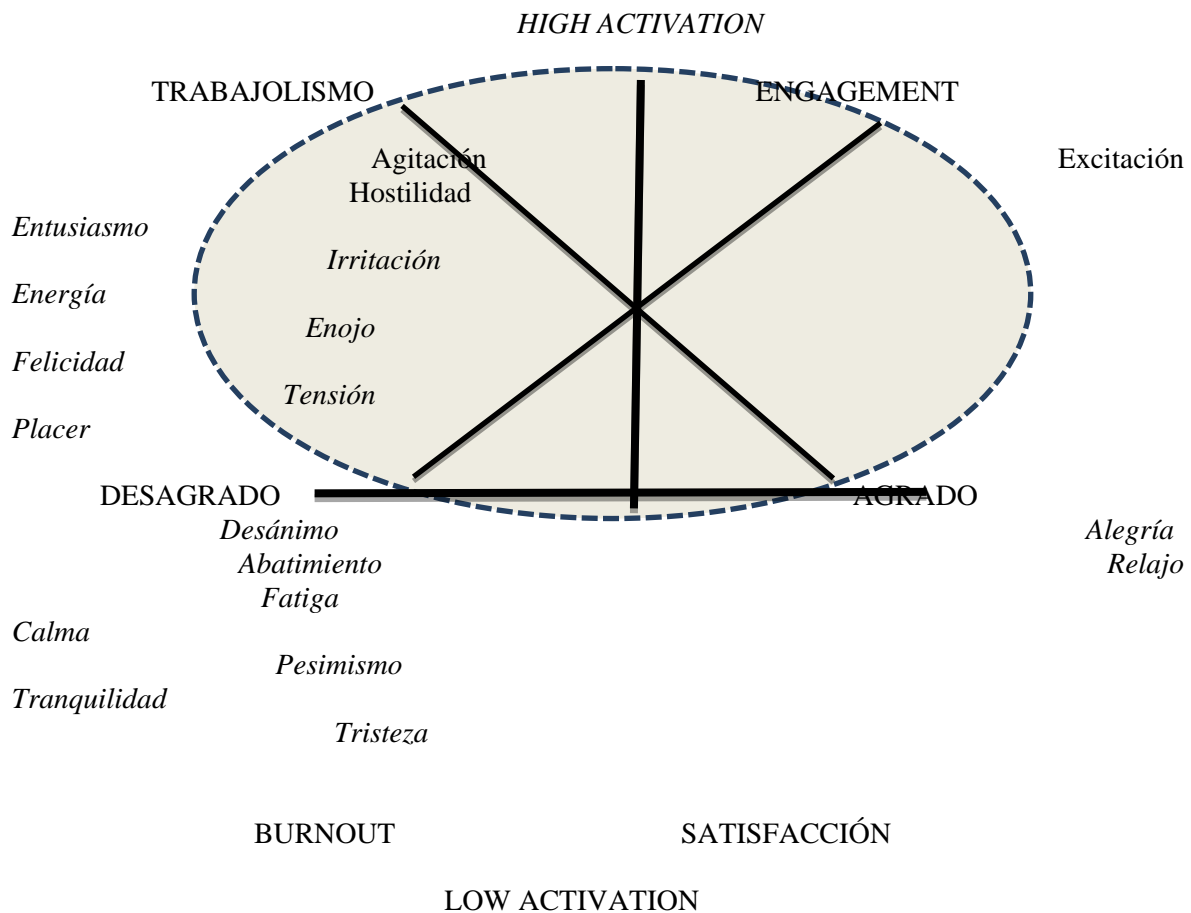 HIGH ACTIVATION
TRABAJOLISMO ENGAGEMENT
Agitación Excitación
Hostilidad
Entusiasmo
Irritación
Energía
Enojo
Felicidad
Tensión
Placer
DESAGRADO AGRADO
Desánimo Alegría
Abatimiento Relajo
Fatiga
Calma
Pesimismo
Tranquilidad
Tristeza
BURNOUT SATISFACCIÓN
LOW ACTIVATION